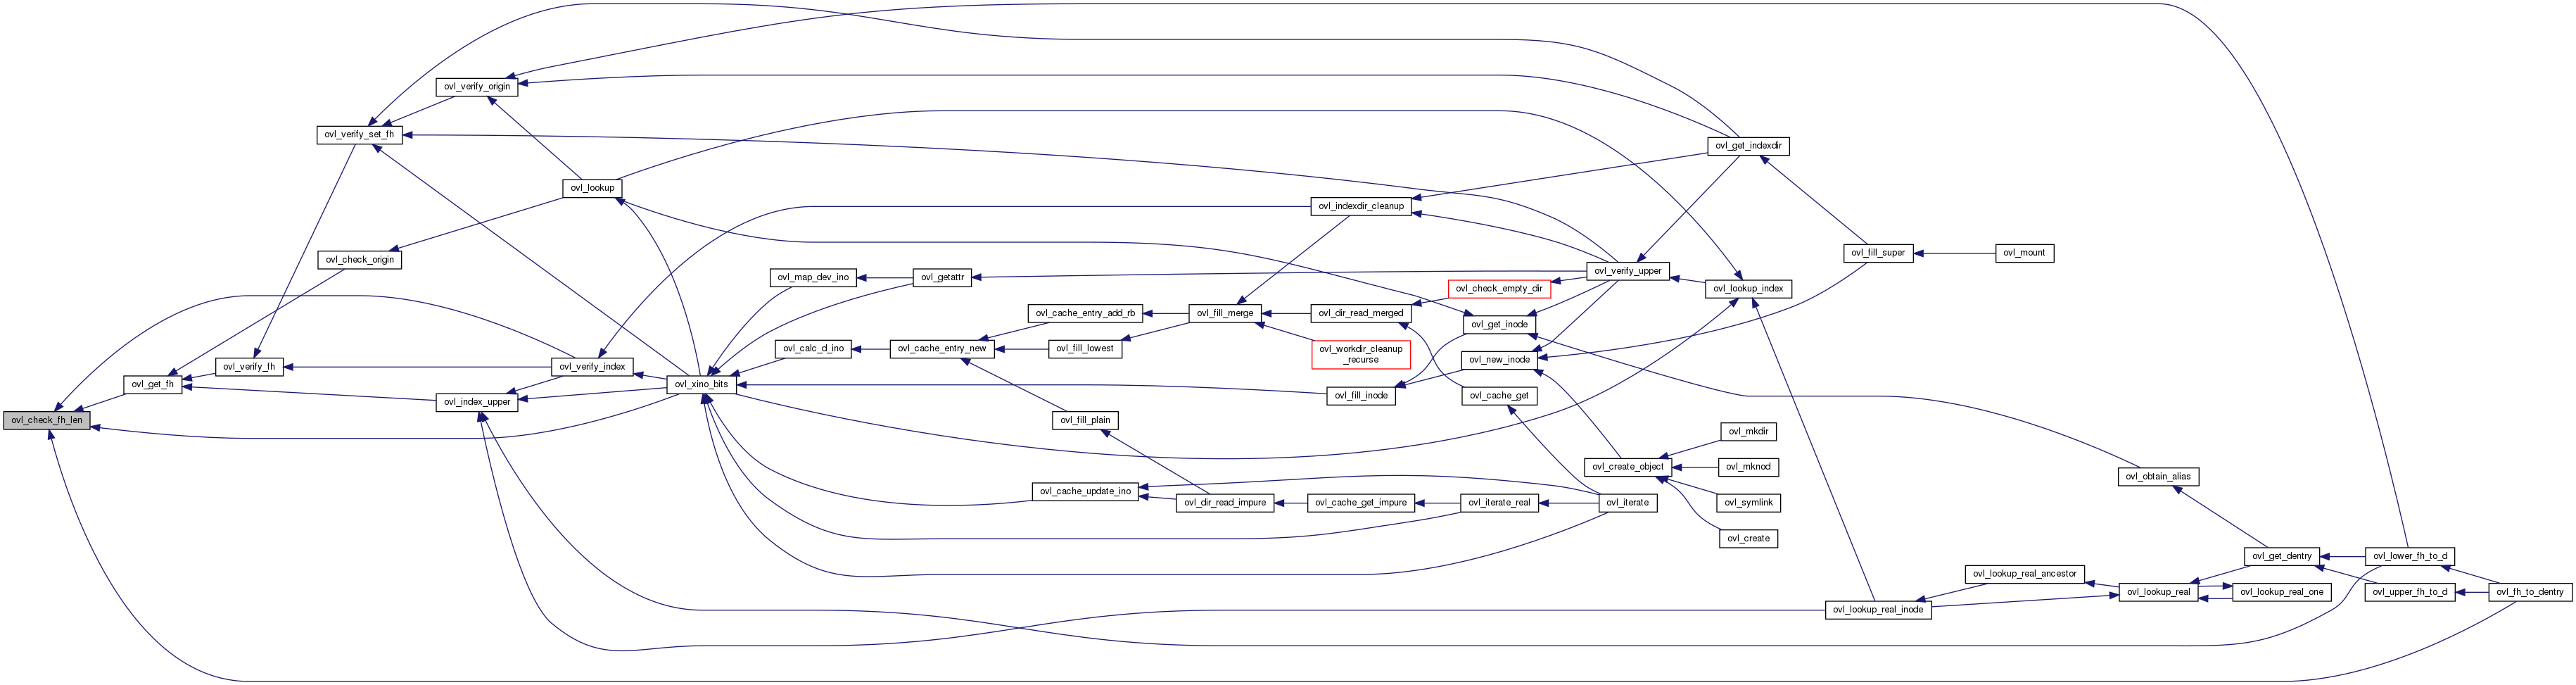 ovl_check_fh_len
ovl_get_fh
ovl_verify_fh
ovl_verify_set_fh
ovl_check_origin
ovl_verify_origin
ovl_index_upper
ovl_lookup
ovl_verify_index
ovl_xino_bits
ovl_map_dev_ino
ovl_calc_d_ino
ovl_getattr
ovl_cache_entry_new
ovl_cache_entry_add_rb
ovl_fill_lowest
ovl_fill_plain
ovl_cache_update_ino
ovl_fill_merge
ovl_dir_read_impure
ovl_indexdir_cleanup
ovl_dir_read_merged
ovl_workdir_cleanup
_recurse
ovl_fill_inode
ovl_cache_get_impure
ovl_check_empty_dir
ovl_get_inode
ovl_new_inode
ovl_cache_get
ovl_iterate_real
ovl_verify_upper
ovl_create_object
ovl_iterate
ovl_get_indexdir
ovl_lookup_index
ovl_mkdir
ovl_mknod
ovl_symlink
ovl_create
ovl_fill_super
ovl_lookup_real_inode
ovl_mount
ovl_lookup_real_ancestor
ovl_obtain_alias
ovl_lookup_real
ovl_get_dentry
ovl_lookup_real_one
ovl_lower_fh_to_d
ovl_upper_fh_to_d
ovl_fh_to_dentry